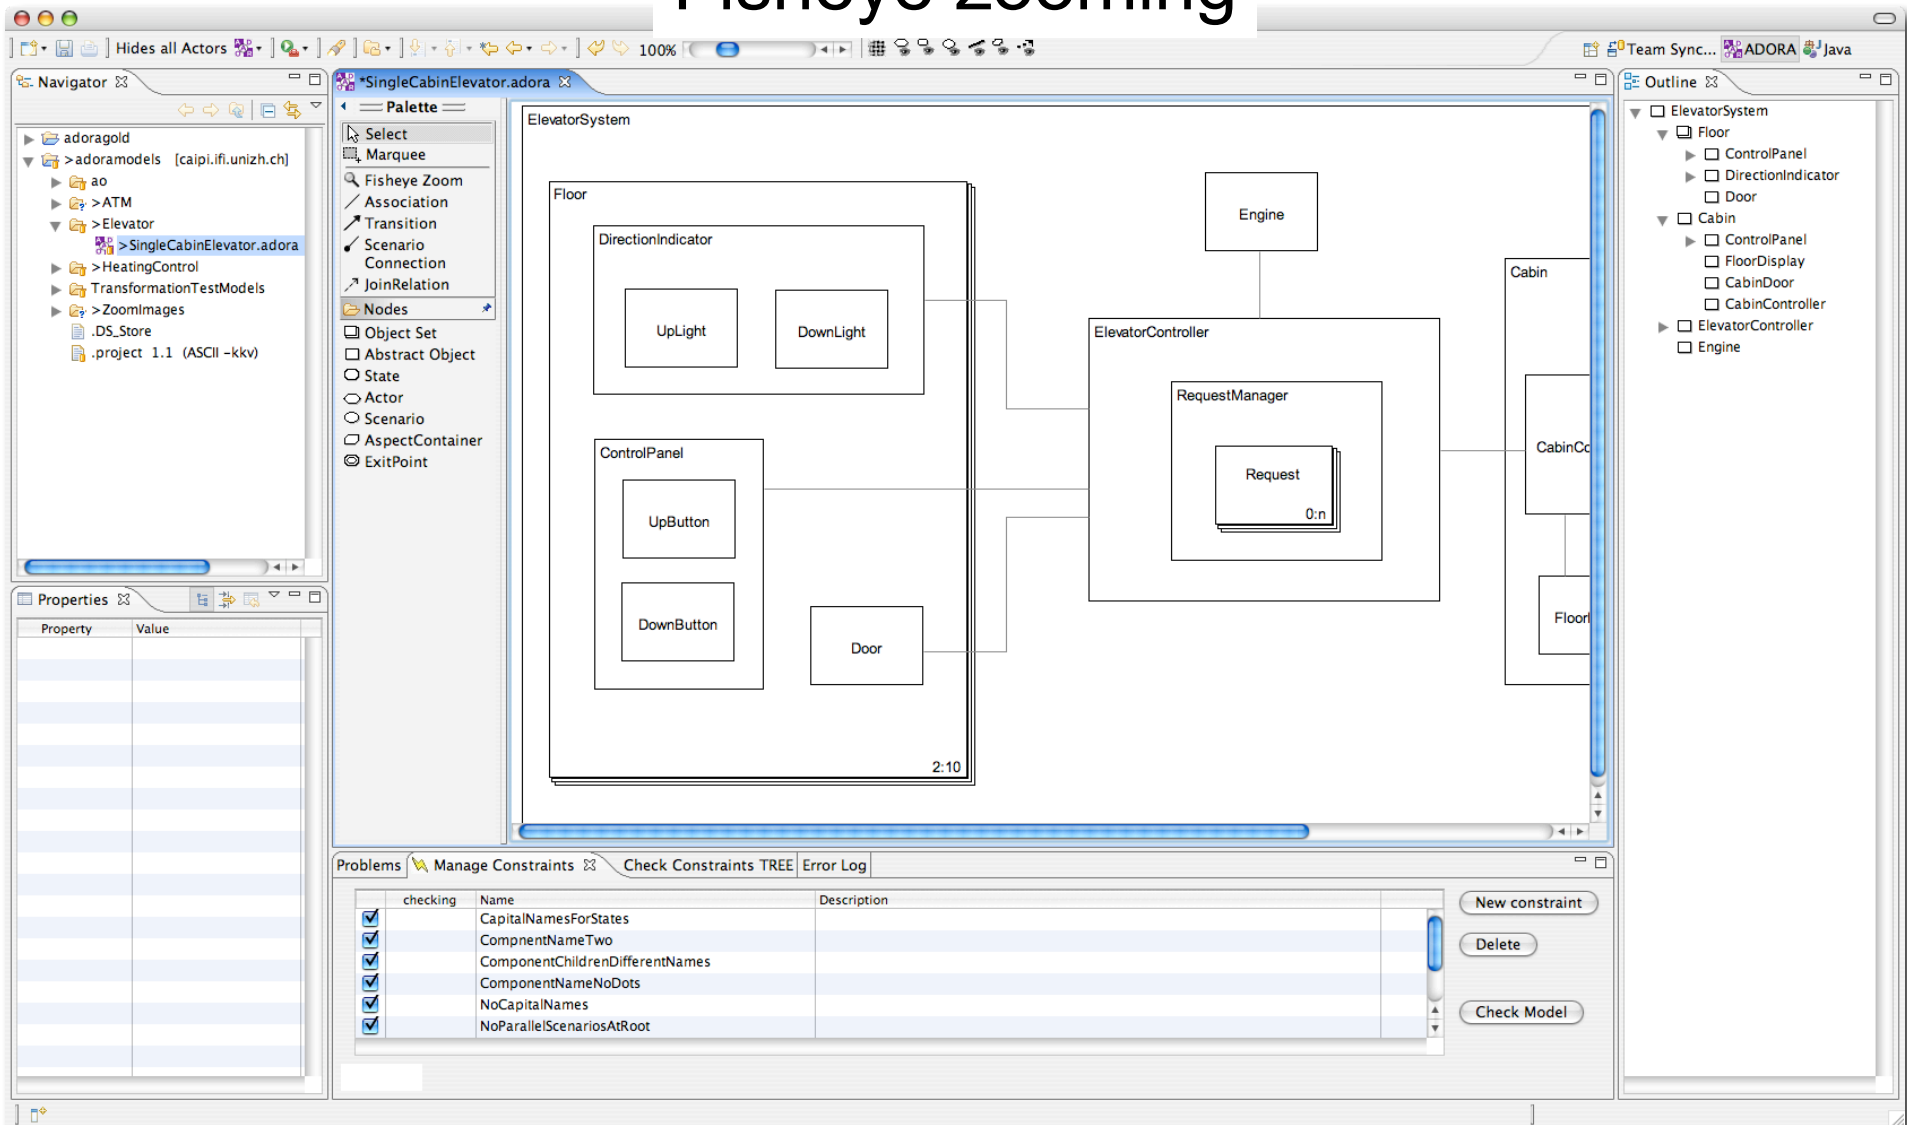 Fisheye zooming
Hides all Actors
100%
Team Sync...
ADORA
Java
Navigator
adoragold
>adoramodels [caipi.ifi.unizh.ch]
ao
>ATM
>Elevator
>SingleCabinElevator.adora
>HeatingControl
TransformationTestModels
>ZoomImages
.DS_Store
.project 1.1 (ASCII -kkv)
Properties
Property Value
*SingleCabinElevator.adora
Palette
Select
Marquee
Fisheye Zoom
Association
Transition
Scenario
Connection
JoinRelation
Nodes
Object Set
Abstract Object
State
Actor
Scenario
AspectContainer
ExitPoint
ElevatorSystem
Floor
DirectionIndicator
UpLight
DownLight
ControlPanel
UpButton
DownButton
Door
2:10
Engine
ElevatorController
RequestManager
Request
0:n
Cabin
CabinCo
Floor
Problems
Manage Constraints
Check Constraints TREE
Error Log
checking Name Description
CapitalNamesForStates
CompnentNameTwo
ComponentChildrenDifferentNames
ComponentNameNoDots
NoCapitalNames
NoParallelScenariosAtRoot
New constraint
Delete
Check Model
Outline
ElevatorSystem
Floor
ControlPanel
DirectionIndicator
Door
Cabin
ControlPanel
FloorDisplay
CabinDoor
CabinController
ElevatorController
Engine